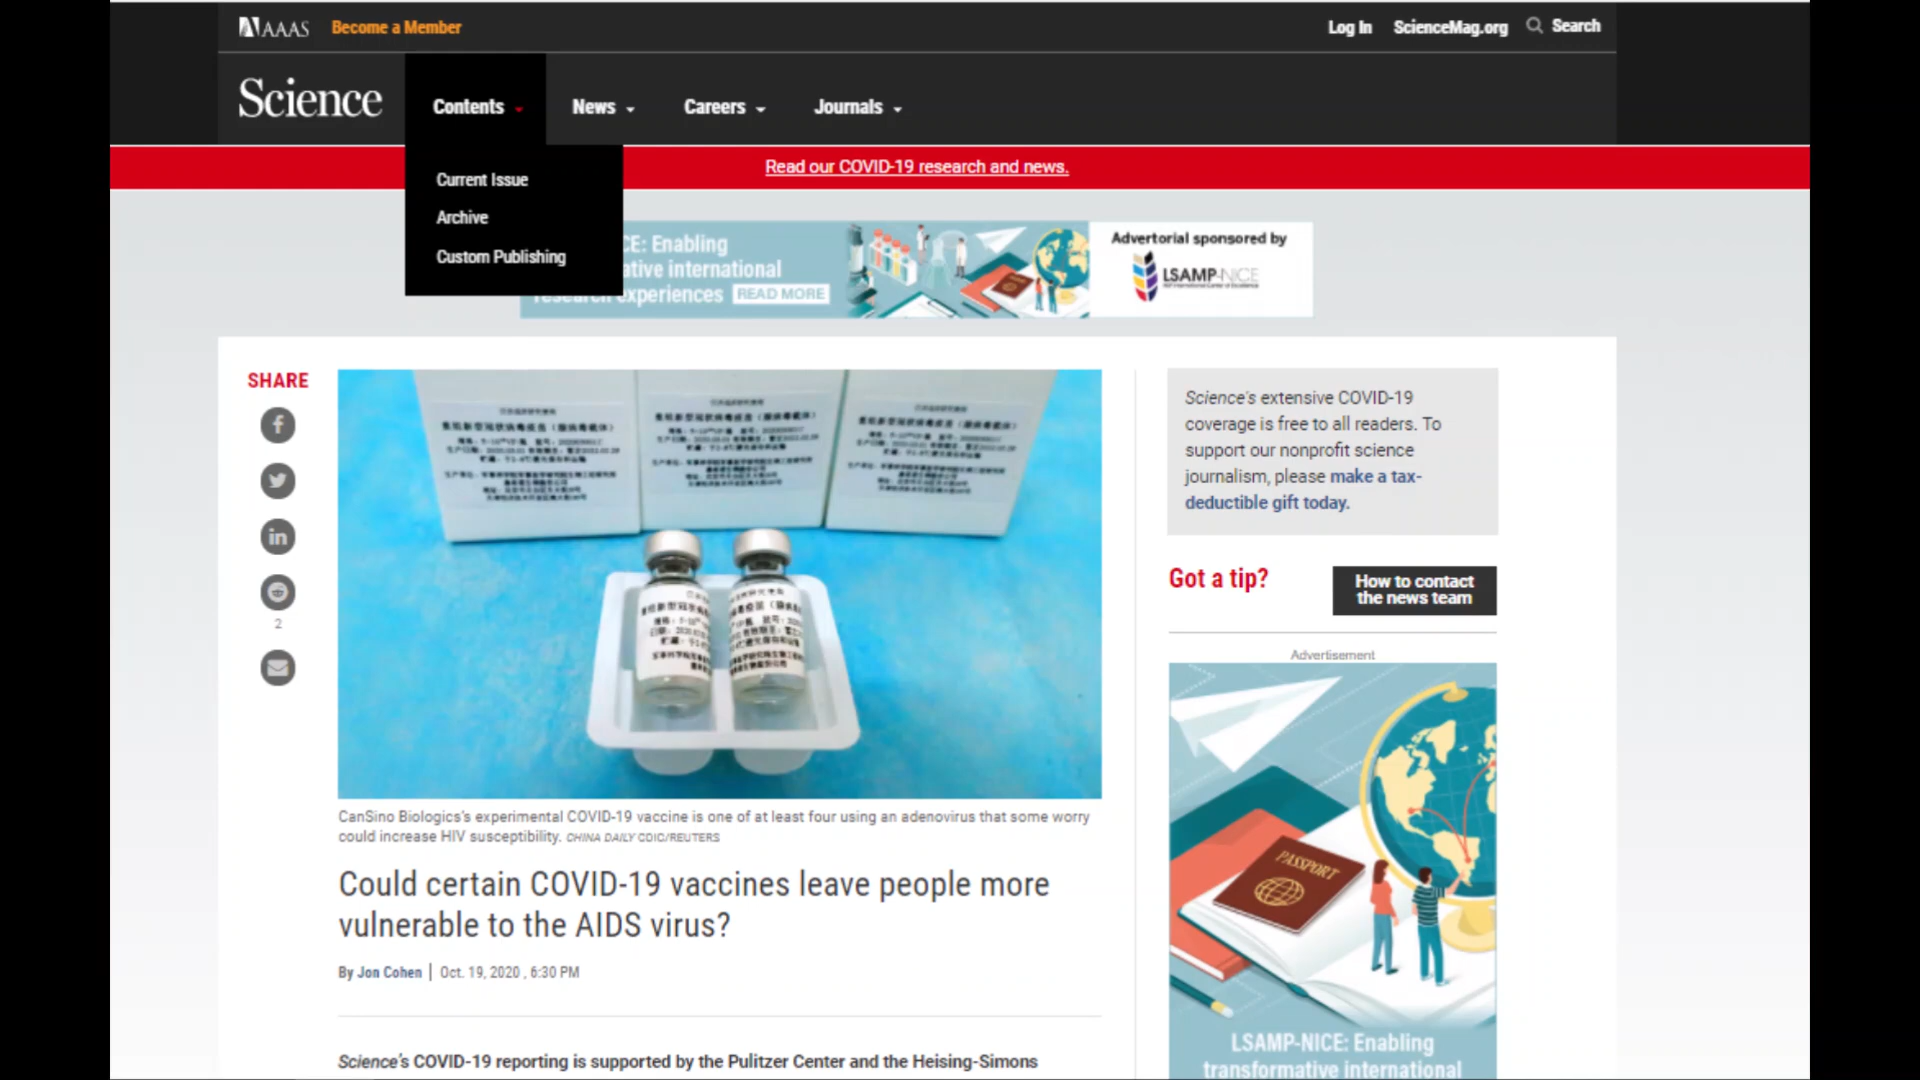 AAAS
Become a Member
Log In
ScienceMag.org
Search
Science
Contents
News
Careers
Journals
Current Issue
Archive
Custom Publishing
Read our COVID-19 research and news.
CE: Enabling
ative international
research experiences READ MORE
Advertorial sponsored by
LSAMP-NICE
SHARE
2
CanSino Biologics's experimental COVID-19 vaccine is one of at least four using an adenovirus that some worry
could increase HIV susceptibility. CHINA DAILY CDIC/REUTERS
Could certain COVID-19 vaccines leave people more
vulnerable to the AIDS virus?
By Jon Cohen | Oct. 19, 2020 , 6:30 PM
Science's COVID-19 reporting is supported by the Pulitzer Center and the Heising-Simons
Science's extensive COVID-19
coverage is free to all readers. To
support our nonprofit science
journalism, please make a tax-
deductible gift today.
Got a tip?
How to contact
the news team
Advertisement
PASSPORT
LSAMP-NICE: Enabling
transformative international